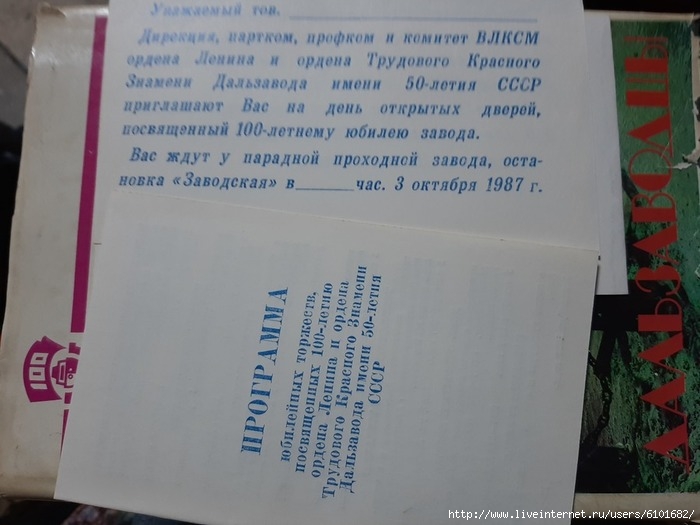 Уважаемый тов.
Дирекция, партком, профком и комитет ВЛКСМ
ордена Ленина и ордена Трудового Красного
Знамени Дальзавода имени 50-летия СССР
приглашают Вас на день открытых дверей,
посвященный 100-летнему юбилею завода.
Вас ждут у парадной проходной завода, оста-
новка «Заводская» в______час. 3 октября 1987 г.
ПРОГРАММА
юбилейных торжеств,
посвященных 100-летию
ордена Ленина и ордена
Трудового Красного Знамени
Дальзавода имени 50-летия
СССР
100
ДАЛЬЗАВОДЦЫ
http://www.liveinternet.ru/users/6101682/